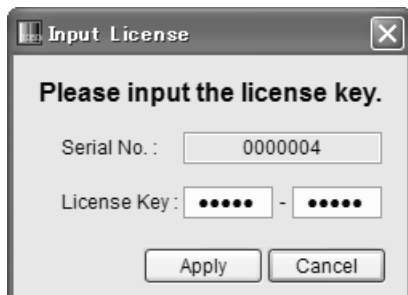 Input License
Please input the license key.
Serial No. : 0000004
License Key : ••••• - •••••
Apply Cancel